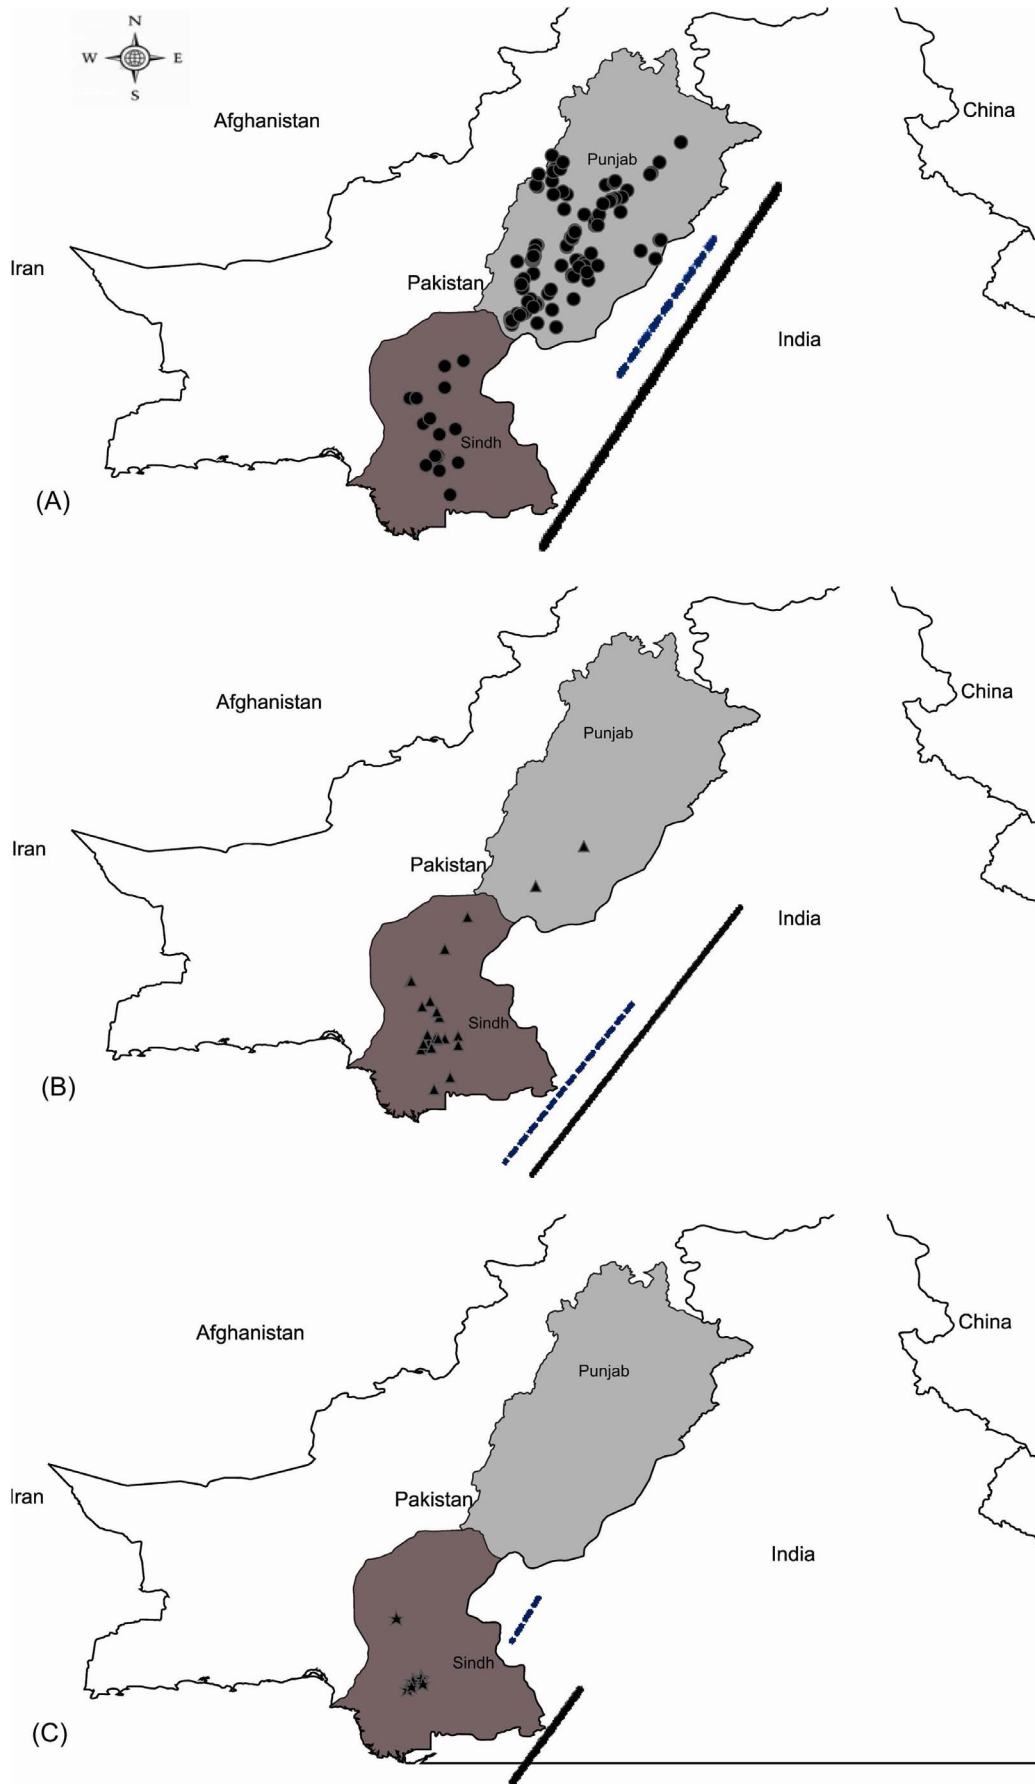 N
W E
S
Afghanistan
China
Punjab
Iran
Pakistan
India
Sindh
(A)
Afghanistan
China
Punjab
Iran
Pakistan
India
Sindh
(B)
Afghanistan
China
Punjab
Iran
Pakistan
India
Sindh
(C)